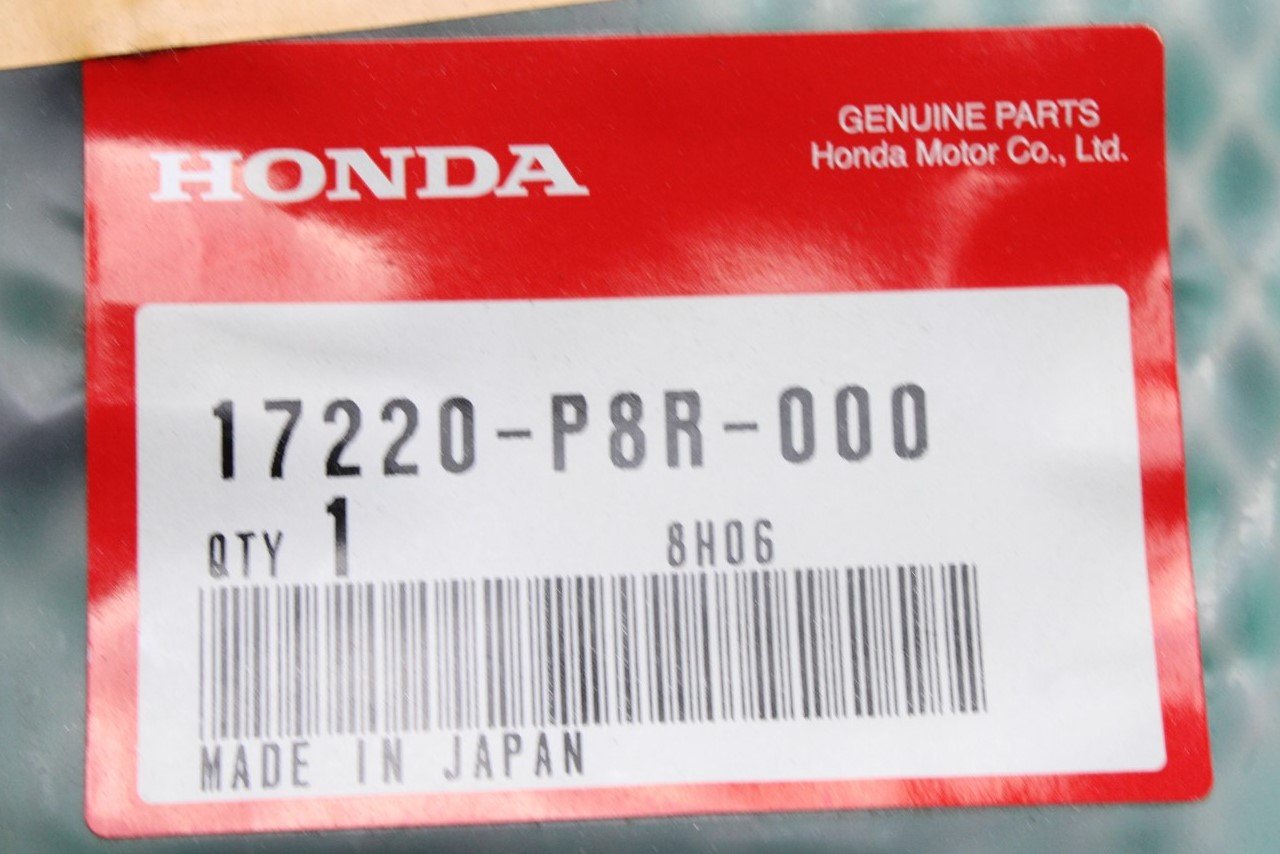 HONDA
GENUINE PARTS
Honda Motor Co., Ltd.
17220-P8R-000
QTY 1 8H06
MADE IN JAPAN